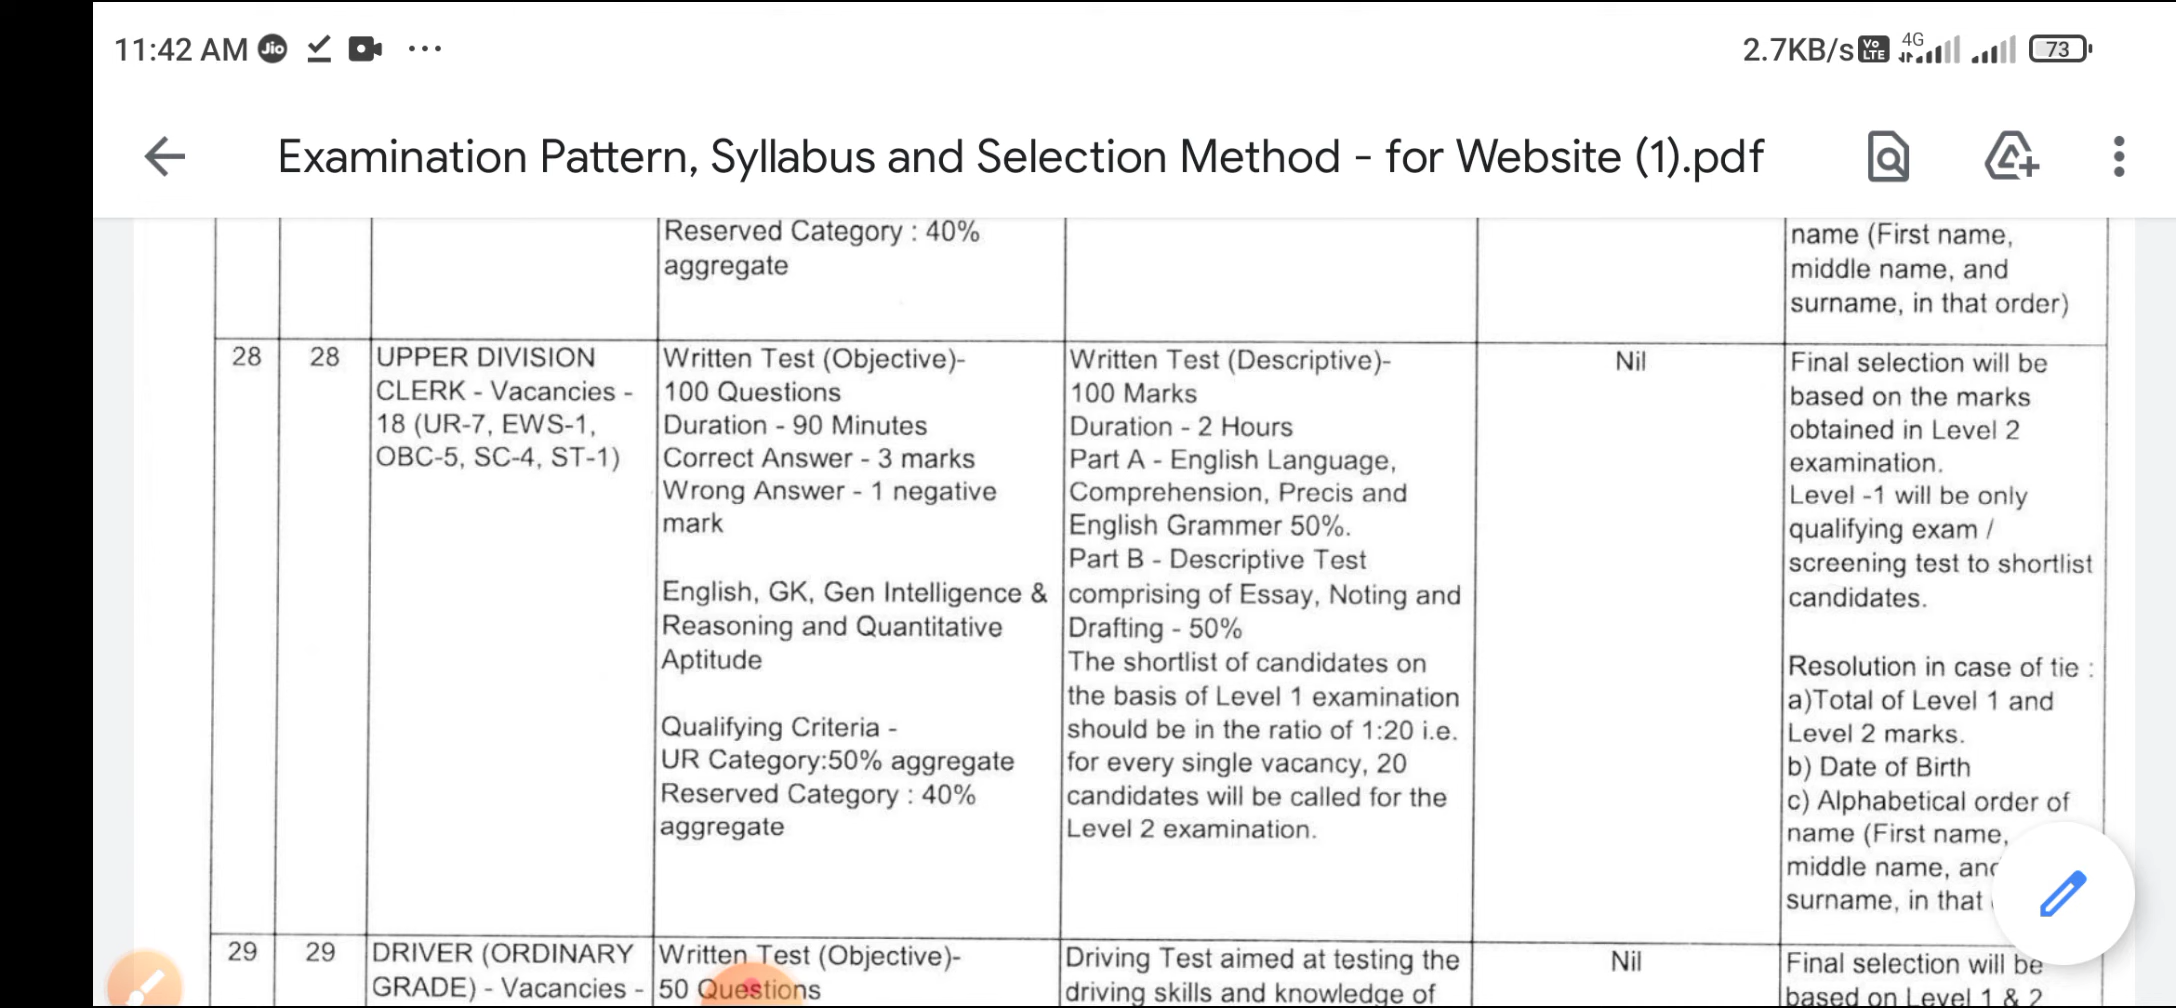 11:42 AM Jio ...
2.7KB/s Vo LTE 4G 73
Examination Pattern, Syllabus and Selection Method - for Website (1).pdf
Reserved Category : 40%
aggregate
name (First name,
middle name, and
surname, in that order)
28
28
UPPER DIVISION
CLERK - Vacancies -
18 (UR-7, EWS-1,
OBC-5, SC-4, ST-1)
Written Test (Objective)-
100 Questions
Duration - 90 Minutes
Correct Answer - 3 marks
Wrong Answer - 1 negative
mark
English, GK, Gen Intelligence &
Reasoning and Quantitative
Aptitude
Qualifying Criteria -
UR Category:50% aggregate
Reserved Category : 40%
aggregate
Written Test (Descriptive)-
100 Marks
Duration - 2 Hours
Part A - English Language,
Comprehension, Precis and
English Grammer 50%.
Part B - Descriptive Test
comprising of Essay, Noting and
Drafting - 50%
The shortlist of candidates on
the basis of Level 1 examination
should be in the ratio of 1:20 i.e.
for every single vacancy, 20
candidates will be called for the
Level 2 examination.
Nil
Final selection will be
based on the marks
obtained in Level 2
examination.
Level -1 will be only
qualifying exam /
screening test to shortlist
candidates.
Resolution in case of tie :
a)Total of Level 1 and
Level 2 marks.
b) Date of Birth
c) Alphabetical order of
name (First name,
middle name, and
surname, in that
29
29
DRIVER (ORDINARY
GRADE) - Vacancies -
Written Test (Objective)-
50 Questions
Driving Test aimed at testing the
driving skills and knowledge of
Nil
Final selection will be
based on Level 1 & 2